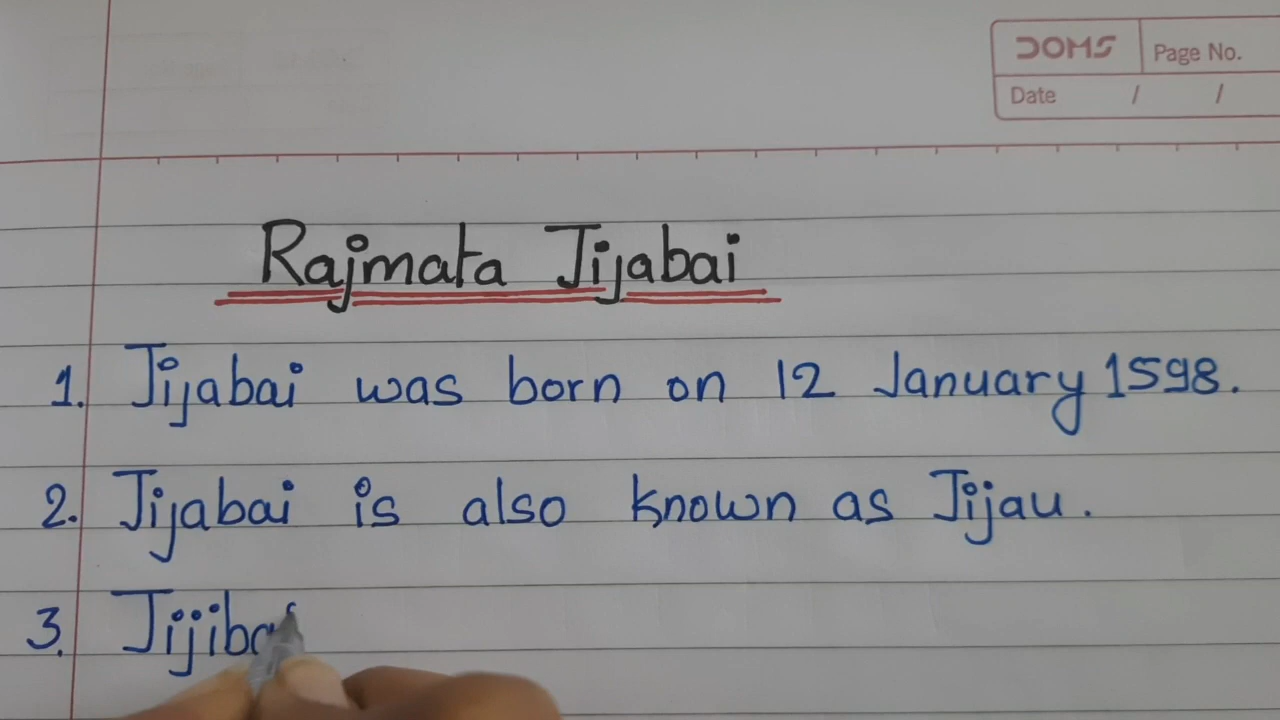 DOMS Page No.
Date / /
Rajmata Jijabai
1. Jijabai was born on 12 January 1598.
2. Jijabai is also known as Jijau.
3. Jijiba